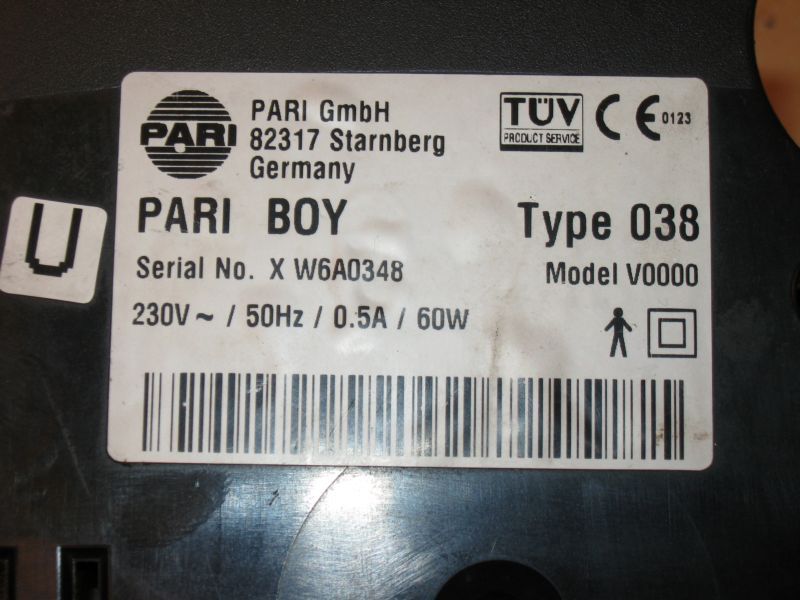 PARI
PARI GmbH
82317 Starnberg
Germany
TÜV
PRODUCT SERVICE
CE 0123
U
PARI BOY
Type 038
Serial No. X W6A0348
Model V0000
230V ~ / 50Hz / 0.5A / 60W